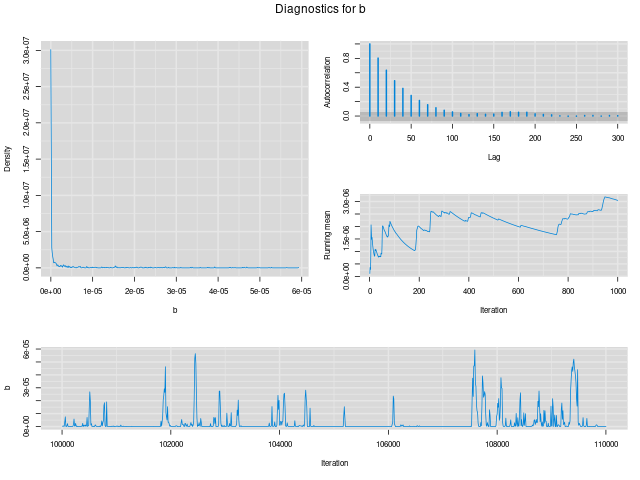 Diagnostics for b
Density
0.0e+00 5.0e+06 1.0e+07 1.5e+07 2.0e+07 2.5e+07 3.0e+07
0e+00 1e-05 2e-05 3e-05 4e-05 5e-05 6e-05
b
Autocorrelation
0.0 0.4 0.8
0 50 100 150 200 250 300
Lag
Running mean
0.0e+00 1.5e-06 3.0e-06
0 200 400 600 800 1000
Iteration
b
0e+00 3e-05 6e-05
100000 102000 104000 106000 108000 110000
Iteration